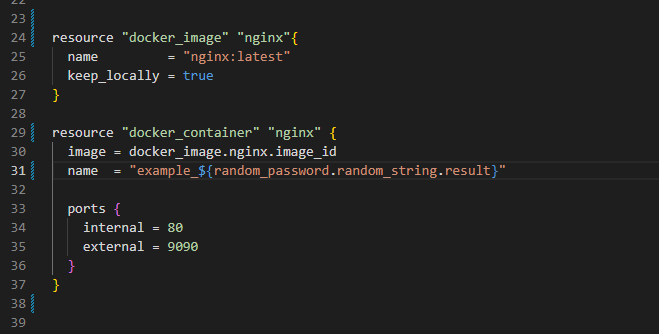 22
23
24 resource "docker_image" "nginx"{
25   name         = "nginx:latest"
26   keep_locally = true
27 }
28
29 resource "docker_container" "nginx" {
30   image = docker_image.nginx.image_id
31   name  = "example_${random_password.random_string.result}"
32
33   ports {
34     internal = 80
35     external = 9090
36   }
37 }
38
39